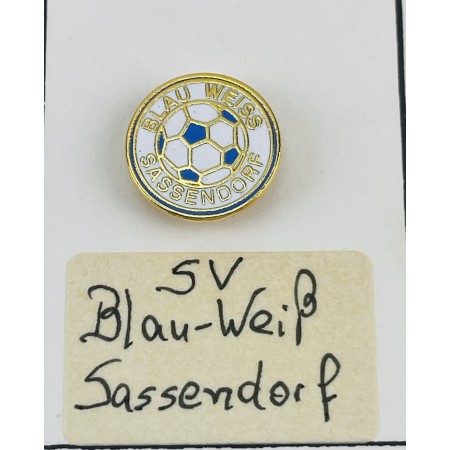 BLAU WEISS
SASSENDORF
SV
Blau-Weiß
Sassendorf